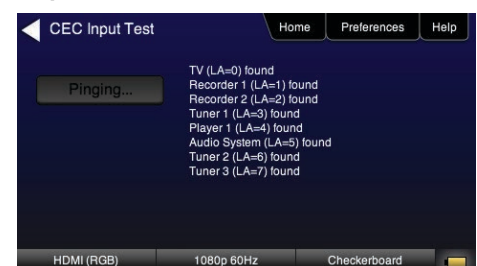 CEC Input Test
Home
Preferences
Help
Pinging...
TV (LA=0) found
Recorder 1 (LA=1) found
Recorder 2 (LA=2) found
Tuner 1 (LA=3) found
Player 1 (LA=4) found
Audio System (LA=5) found
Tuner 2 (LA=6) found
Tuner 3 (LA=7) found
HDMI (RGB)
1080p 60Hz
Checkerboard